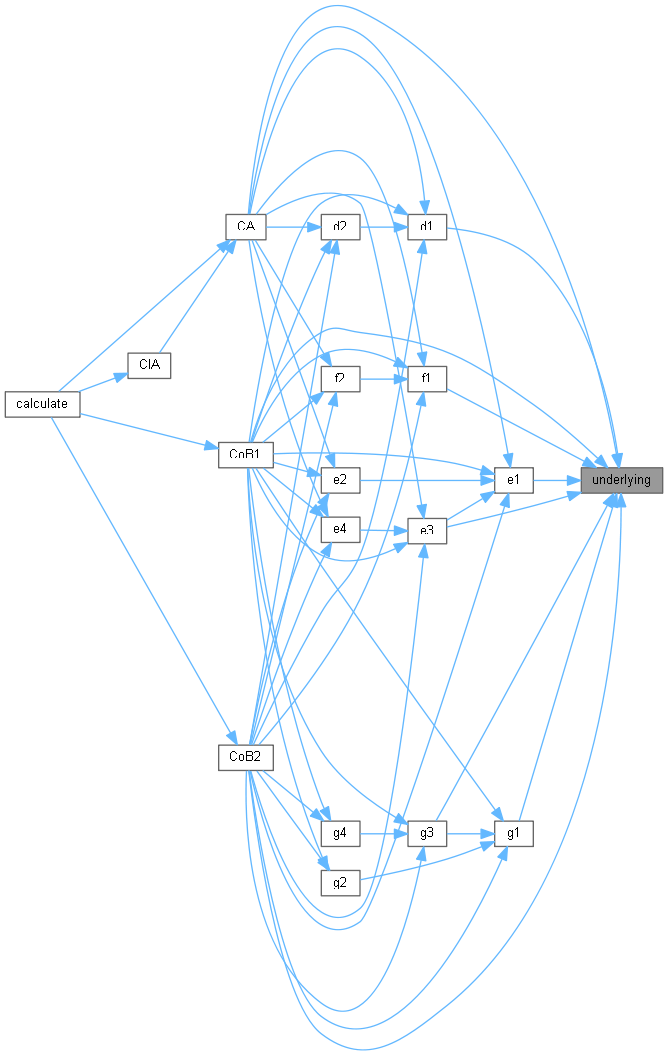 CA
d2
d1
CIA
calculate
f2
f1
CoB1
e2
e1
underlying
e4
e3
CoB2
g4
g3
g1
g2